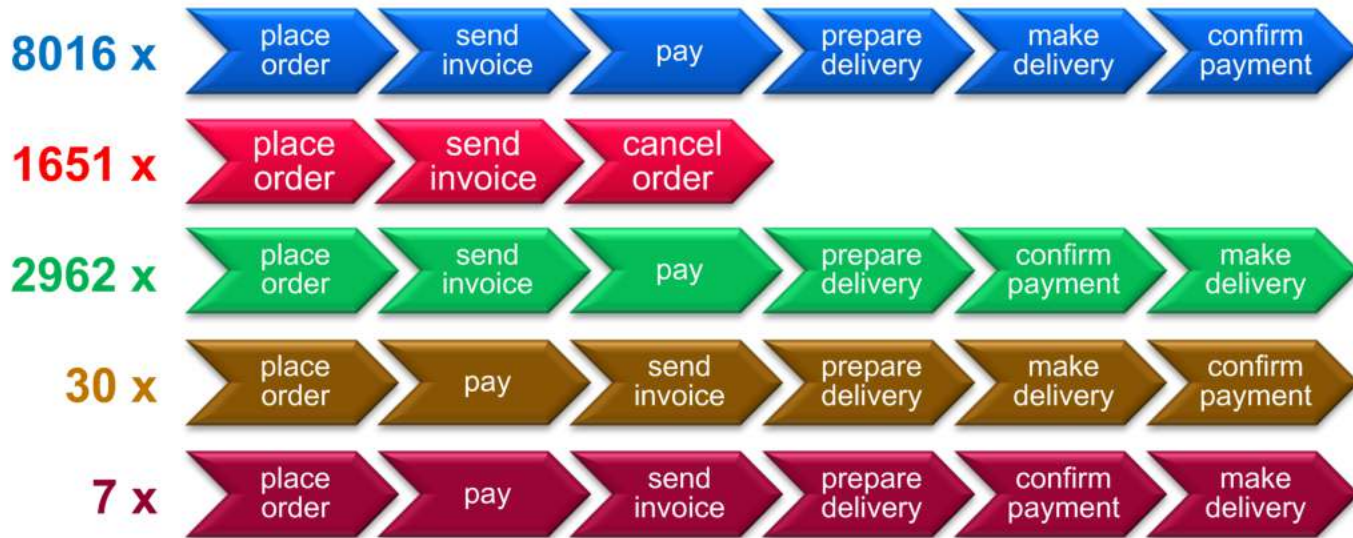 8016 x
place
order
send
invoice
pay
prepare
delivery
make
delivery
confirm
payment
1651 x
place
order
send
invoice
cancel
order
2962 x
place
order
send
invoice
pay
prepare
delivery
confirm
payment
make
delivery
30 x
place
order
pay
send
invoice
prepare
delivery
make
delivery
confirm
payment
7 x
place
order
pay
send
invoice
prepare
delivery
confirm
payment
make
delivery